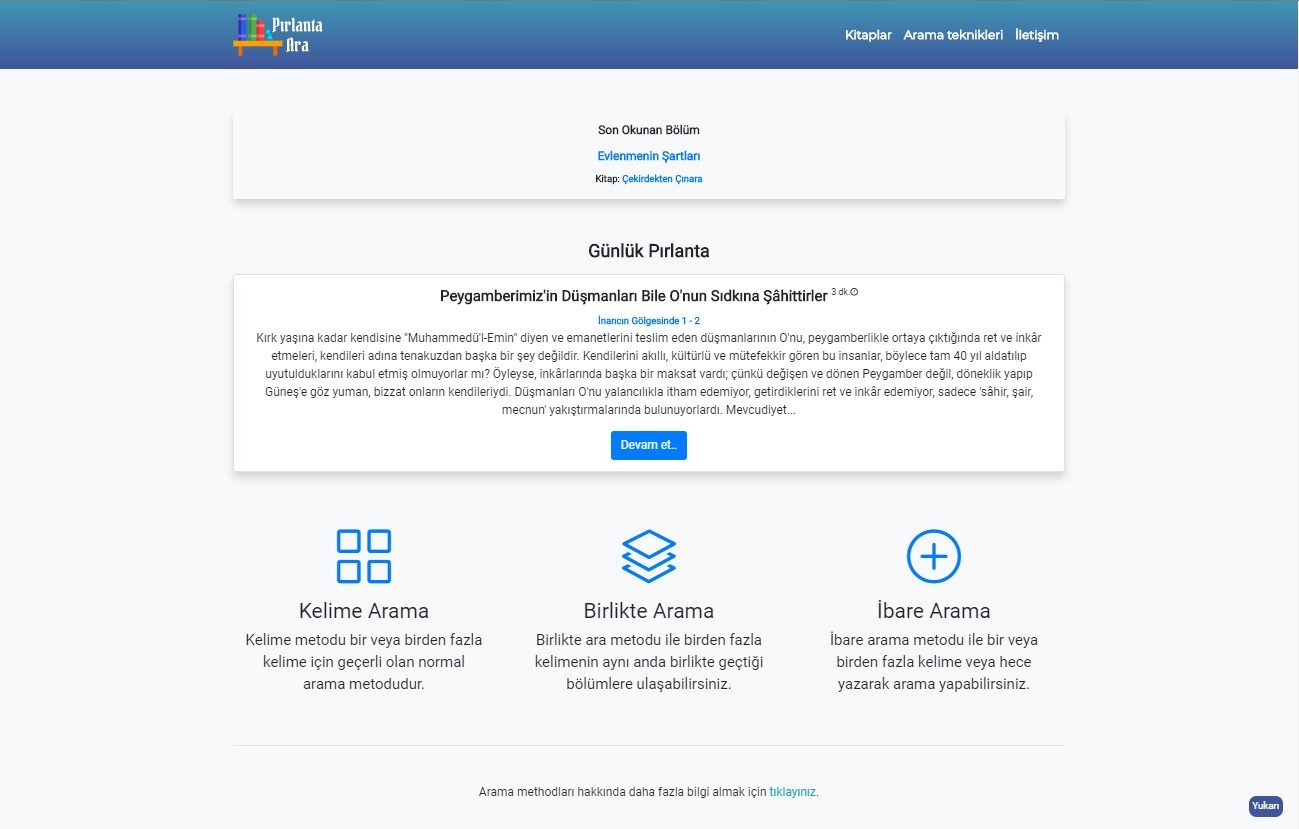 Pırlanta
Ara
Kitaplar Arama teknikleri İletişim
Son Okunan Bölüm
Evlenmenin Şartları
Kitap: Çekirdekten Çınara
Günlük Pırlanta
Peygamberimiz'in Düşmanları Bile O'nun Sıdkına Şâhittirler 3 dk.
İnancın Gölgesinde 1 - 2
Kırk yaşına kadar kendisine "Muhammedü'l-Emin" diyen ve emanetlerini teslim eden düşmanlarının O'nu, peygamberlikle ortaya çıktığında ret ve inkâr
etmeleri, kendileri adına tenakuzdan başka bir şey değildir. Kendilerini akıllı, kültürlü ve mütefekkir gören bu insanlar, böylece tam 40 yıl aldatılıp
uyutulduklarını kabul etmiş olmuyorlar mı? Öyleyse, inkârlarında başka bir maksat vardı; çünkü değişen ve dönen Peygamber değil, döneklik yapıp
Güneş'e göz yuman, bizzat onların kendileriydi. Düşmanları O'nu yalancılıkla itham edemiyor, getirdiklerini ret ve inkâr edemiyor, sadece 'sâhir, şair,
mecnun' yakıştırmalarında bulunuyorlardı. Mevcudiyet...
Devam et..
Kelime Arama
Kelime metodu bir veya birden fazla
kelime için geçerli olan normal
arama metodudur.
Birlikte Arama
Birlikte ara metodu ile birden fazla
kelimenin aynı anda birlikte geçtiği
bölümlere ulaşabilirsiniz.
İbare Arama
İbare arama metodu ile bir veya
birden fazla kelime veya hece
yazarak arama yapabilirsiniz.
Arama methodları hakkında daha fazla bilgi almak için tıklayınız.
Yukarı